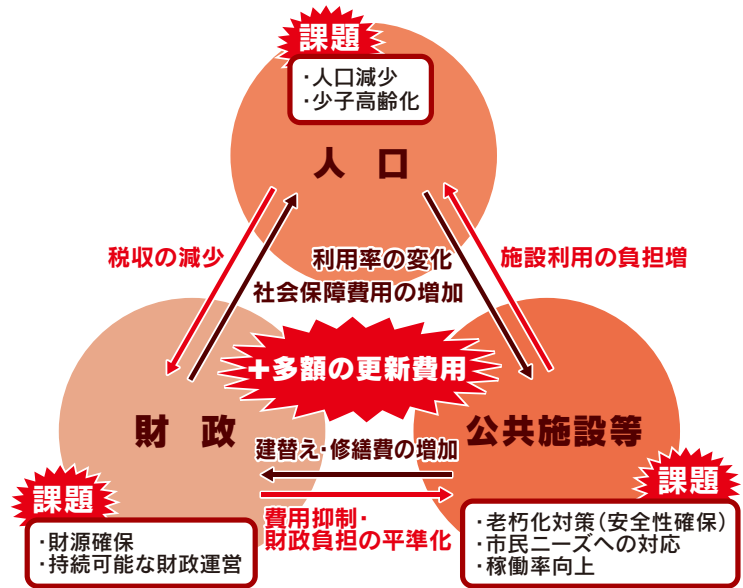 課題
・人口減少
・少子高齢化
人 口
税収の減少
利用率の変化
社会保障費用の増加
施設利用の負担増
+多額の更新費用
財 政
公共施設等
建替え・修繕費の増加
費用抑制・
財政負担の平準化
課題
・財源確保
・持続可能な財政運営
課題
・老朽化対策(安全性確保)
・市民ニーズへの対応
・稼働率向上